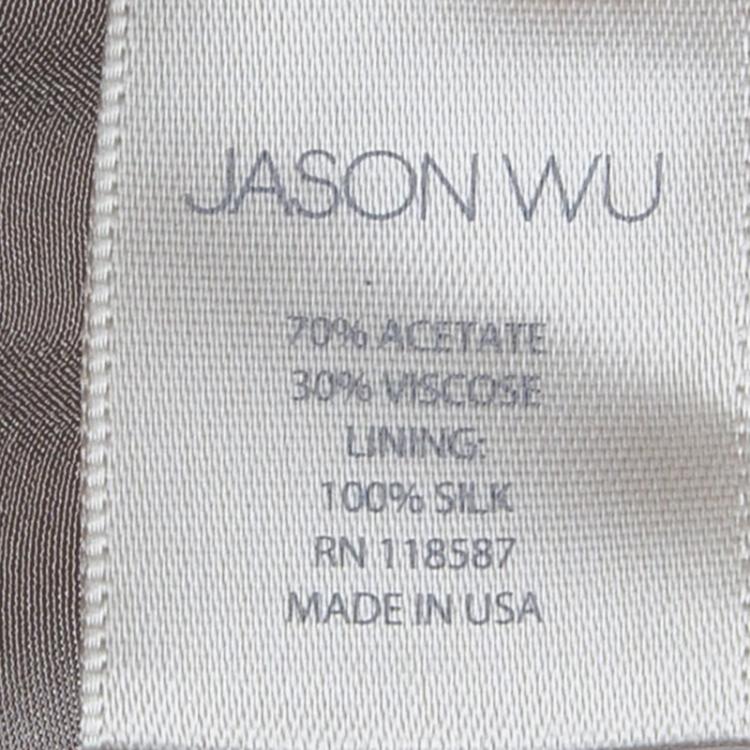 JASON WU
70% ACETATE
30% VISCOSE
LINING:
100% SILK
RN 118587
MADE IN USA